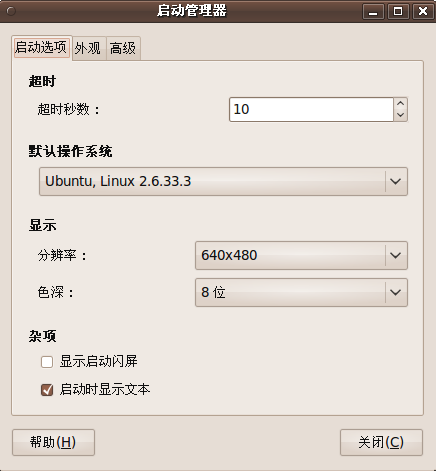 启动管理器
启动选项 外观 高级
超时
超时秒数： 10
默认操作系统
Ubuntu, Linux 2.6.33.3
显示
分辨率： 640x480
色深： 8 位
杂项
显示启动闪屏
启动时显示文本
帮助(H) 关闭(C)